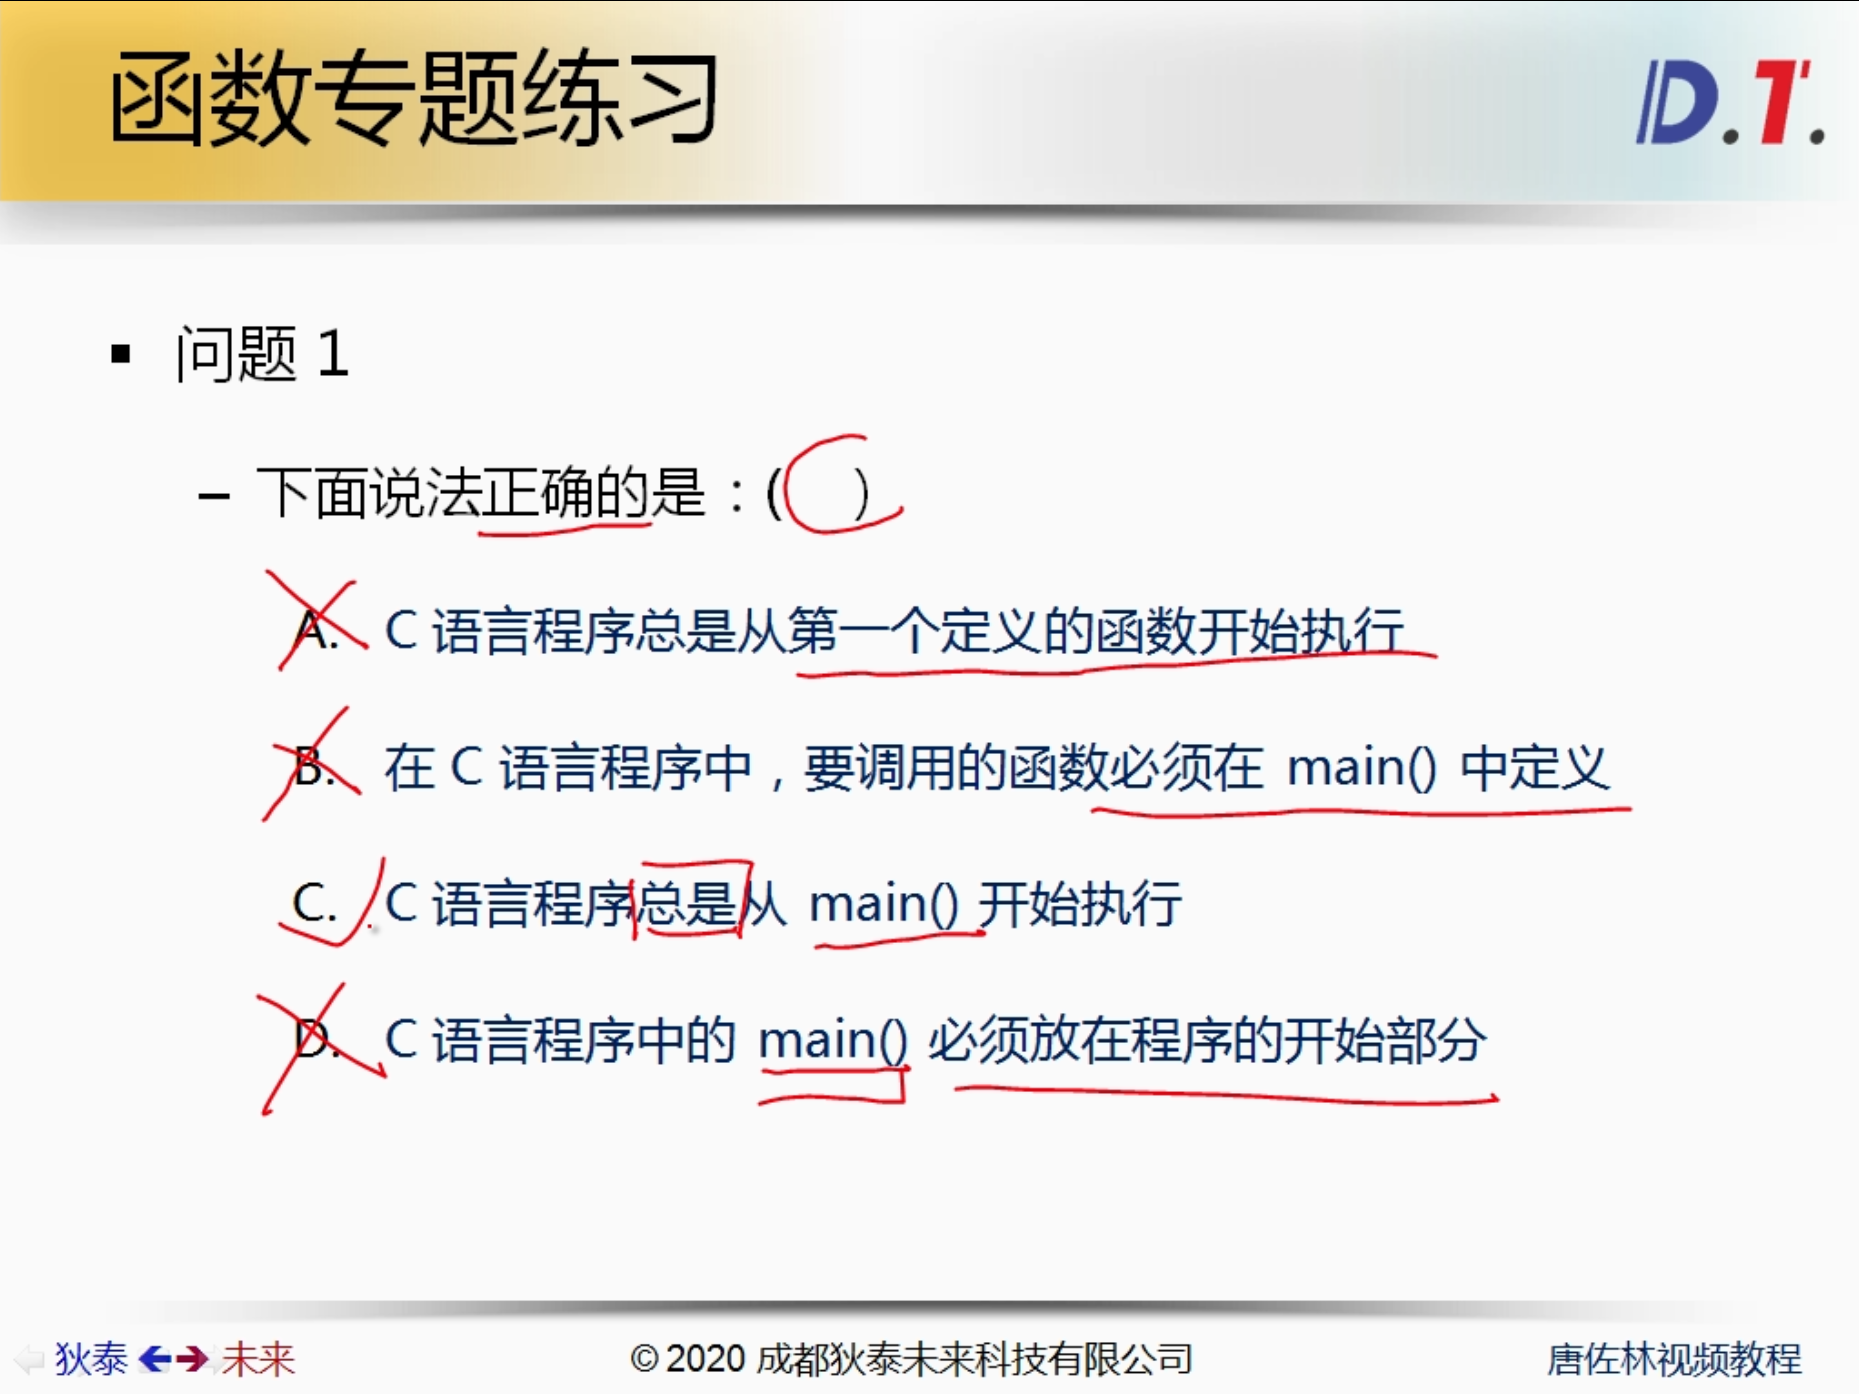 函数专题练习
D.T.
▪ 问题 1
– 下面说法正确的是：( )
A. C 语言程序总是从第一个定义的函数开始执行
B. 在 C 语言程序中，要调用的函数必须在 main() 中定义
C. C 语言程序总是从 main() 开始执行
D. C 语言程序中的 main() 必须放在程序的开始部分
狄泰 未来
© 2020 成都狄泰未来科技有限公司
唐佐林视频教程